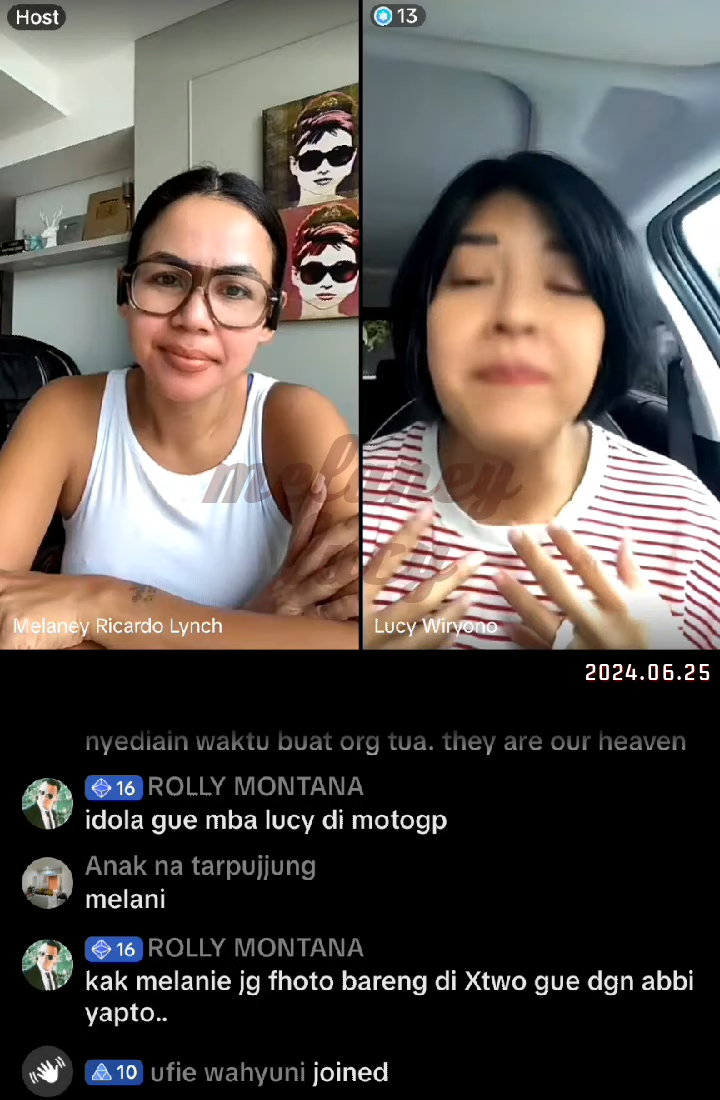 Host
13
melaney
lucy
Melaney Ricardo Lynch
Lucy Wiryono
2024.06.25
nyediain waktu buat org tua. they are our heaven
16 ROLLY MONTANA
idola gue mba lucy di motogp
Anak na tarpujjung
melani
16 ROLLY MONTANA
kak melanie jg fhoto bareng di Xtwo gue dgn abbi
yapto..
10 ufie wahyuni joined